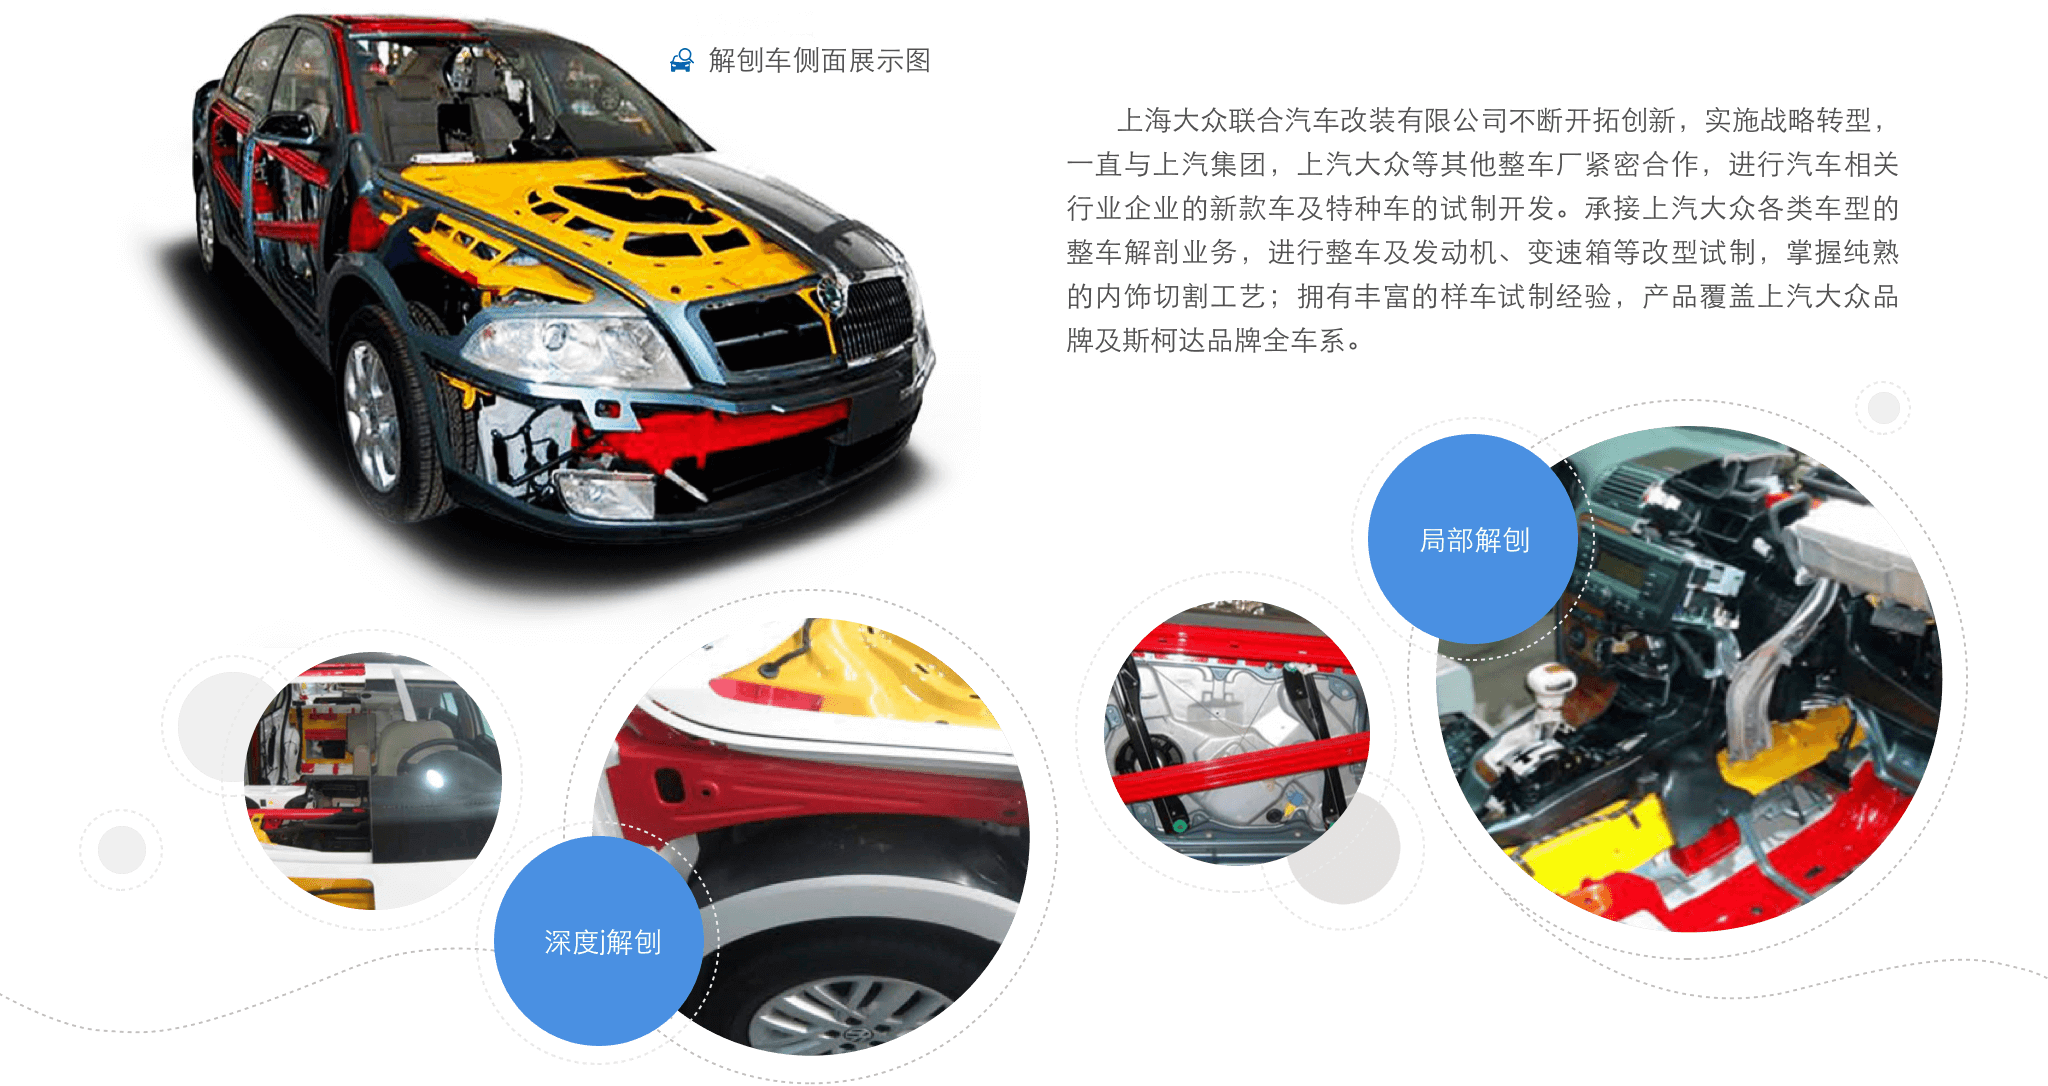 解刨车侧面展示图
上海大众联合汽车改装有限公司不断开拓创新，实施战略转型，
一直与上汽集团，上汽大众等其他整车厂紧密合作，进行汽车相关
行业企业的新款车及特种车的试制开发。承接上汽大众各类车型的
整车解剖业务，进行整车及发动机、变速箱等改型试制，掌握纯熟
的内饰切割工艺；拥有丰富的样车试制经验，产品覆盖上汽大众品
牌及斯柯达品牌全车系。
局部解刨
深度j解刨